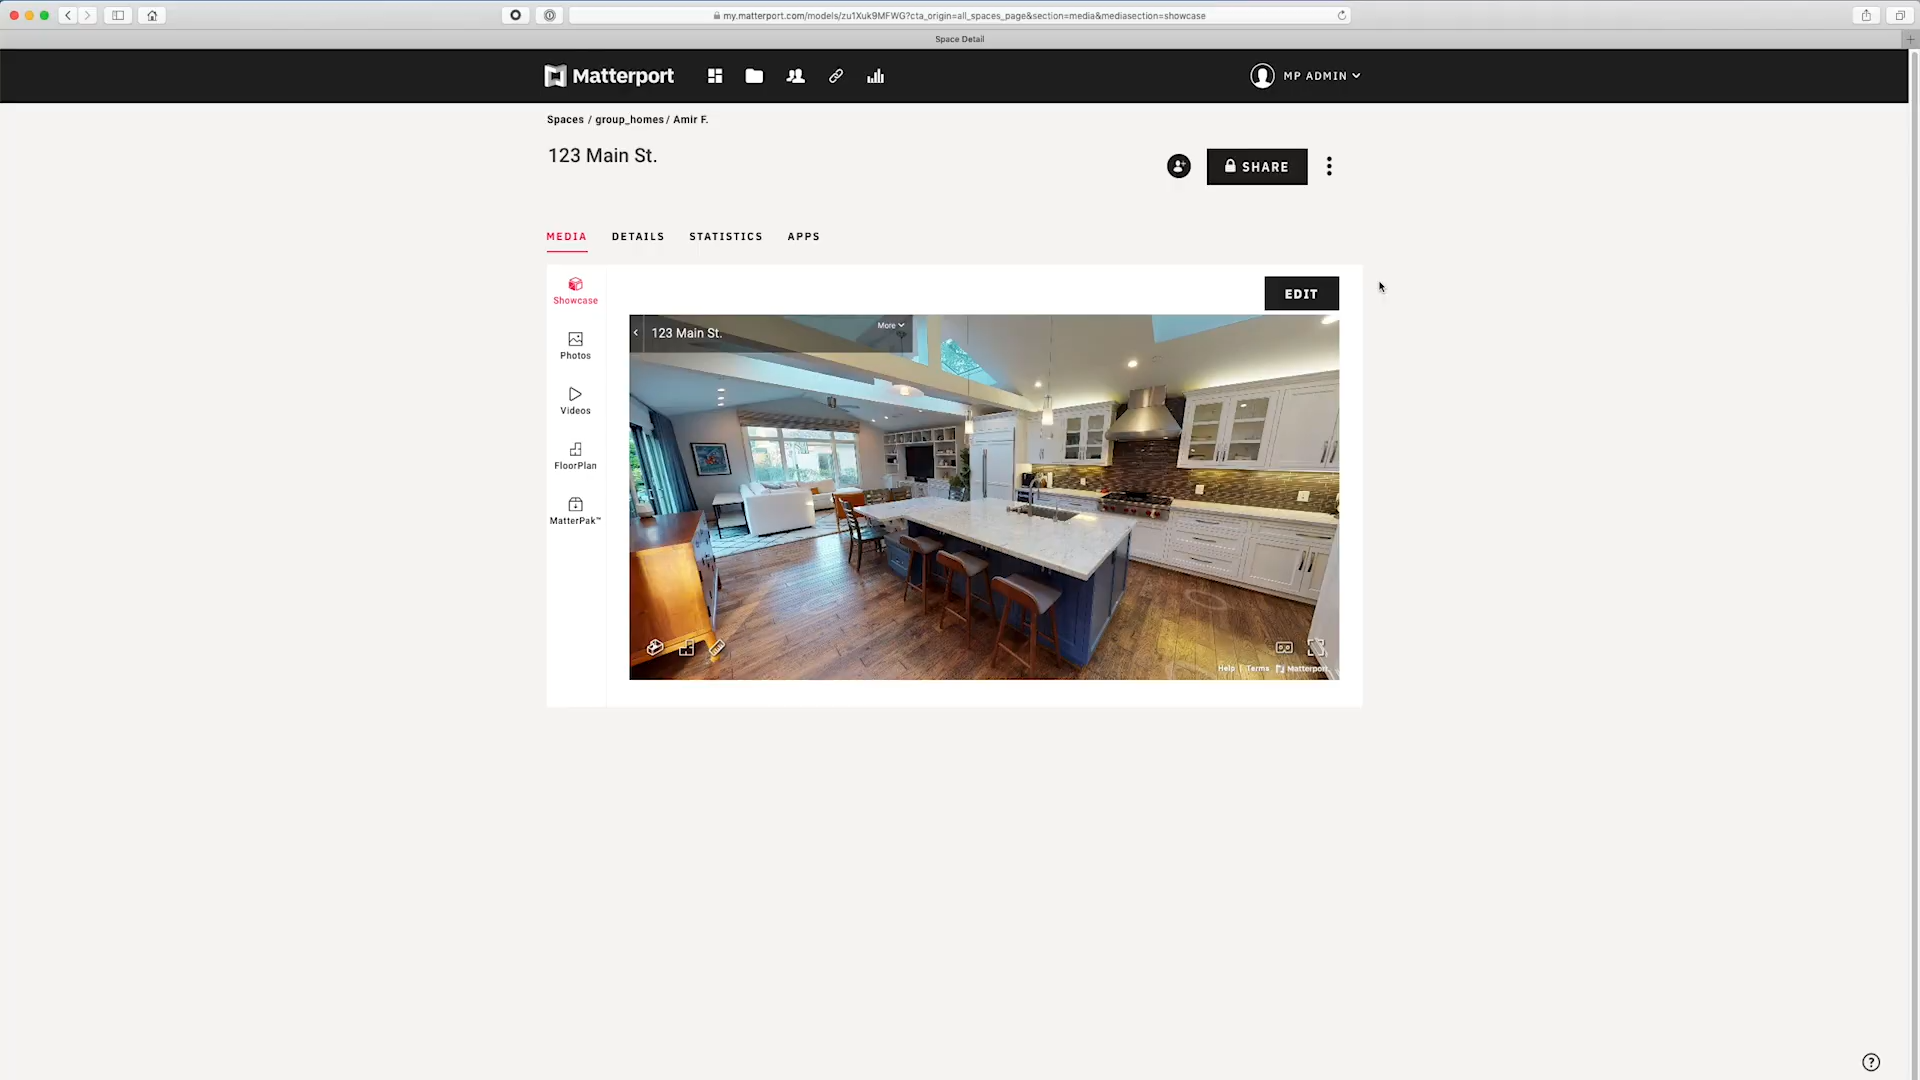 my.matterport.com/models/zu1Xuk9MFWG?cta_origin=all_spaces_page&section=media&mediasection=showcase
Space Detail
Matterport
MP ADMIN
Spaces / group_homes / Amir F.
123 Main St.
SHARE
MEDIA DETAILS STATISTICS APPS
Showcase
EDIT
123 Main St.
More
Photos
Videos
FloorPlan
MatterPak™
Help | Terms Matterport